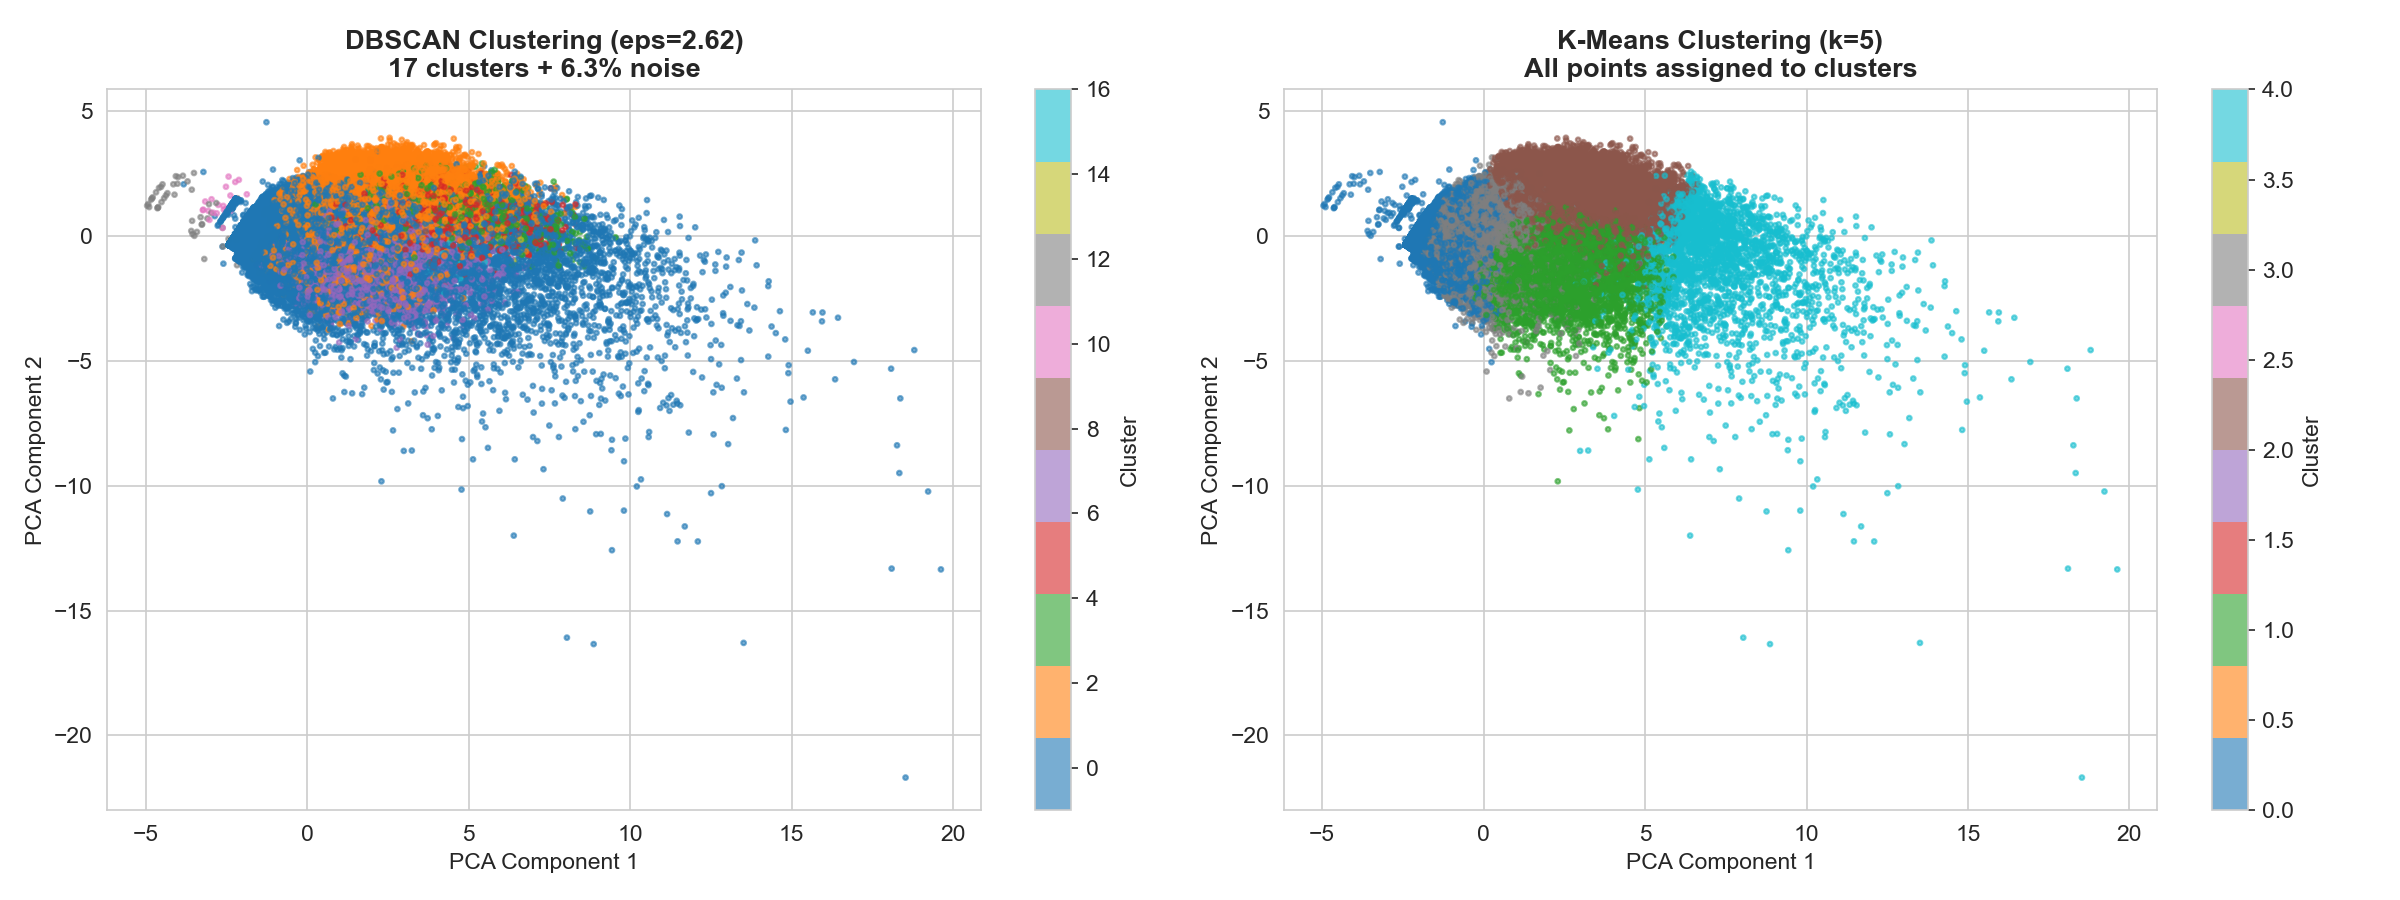 DBSCAN Clustering (eps=2.62)
17 clusters + 6.3% noise
5
0
−5
−10
−15
−20
PCA Component 2
−5 0 5 10 15 20
PCA Component 1
16
14
12
10
8
6
4
2
0
Cluster
K-Means Clustering (k=5)
All points assigned to clusters
5
0
−5
−10
−15
−20
PCA Component 2
−5 0 5 10 15 20
PCA Component 1
4.0
3.5
3.0
2.5
2.0
1.5
1.0
0.5
0.0
Cluster